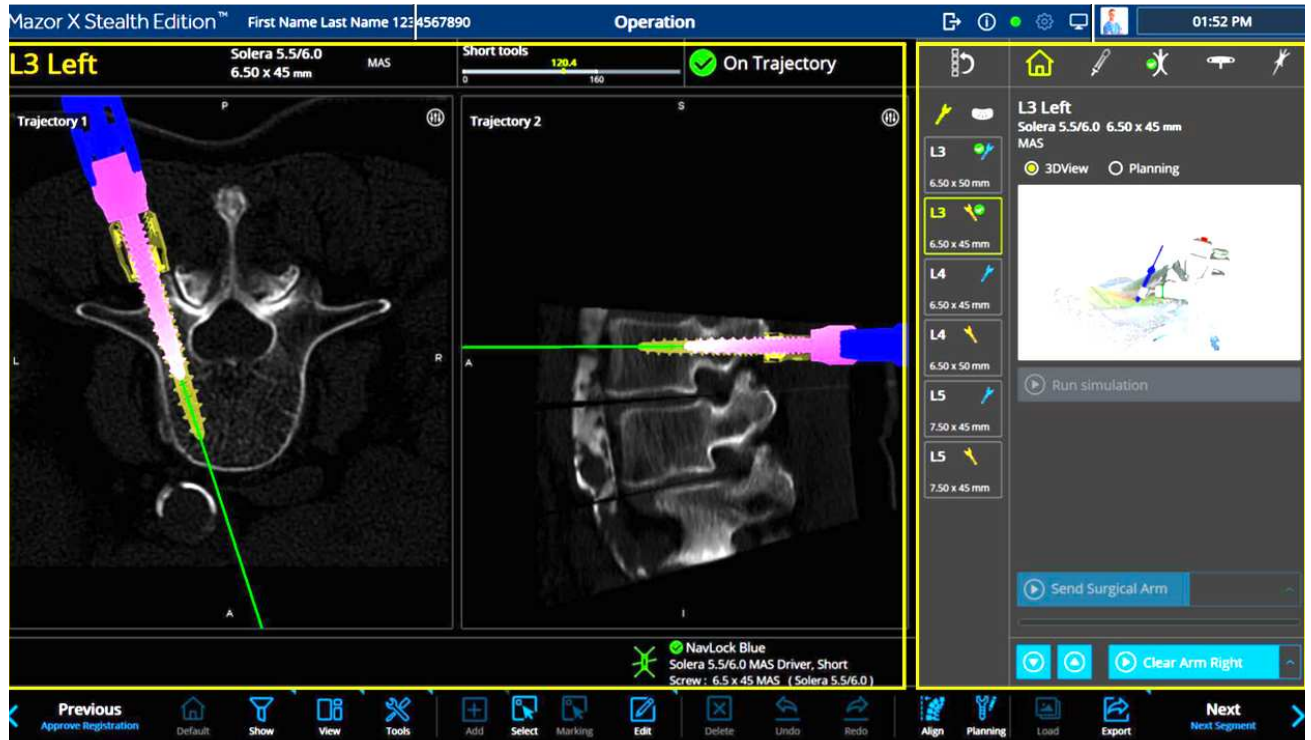 Mazor X Stealth Edition™ First Name Last Name 1234567890 Operation 01:52 PM
L3 Left
Solera 5.5/6.0
6.50 x 45 mm
MAS
Short tools
120.4
0 160
On Trajectory
Trajectory 1
P
L
R
A
Trajectory 2
S
A
I
NavLock Blue
Solera 5.5/6.0 MAS Driver, Short
Screw : 6.5 x 45 MAS ( Solera 5.5/6.0 )
L3
6.50 x 50 mm
L3
6.50 x 45 mm
L4
6.50 x 45 mm
L4
6.50 x 50 mm
L5
7.50 x 45 mm
L5
7.50 x 45 mm
L3 Left
Solera 5.5/6.0 6.50 x 45 mm
MAS
3DView Planning
Run simulation
Send Surgical Arm
Clear Arm Right
Previous
Approve Registration
Default
Show
View
Tools
Add
Select
Marking
Edit
Delete
Undo
Redo
Align
Planning
Load
Export
Next
Next Segment